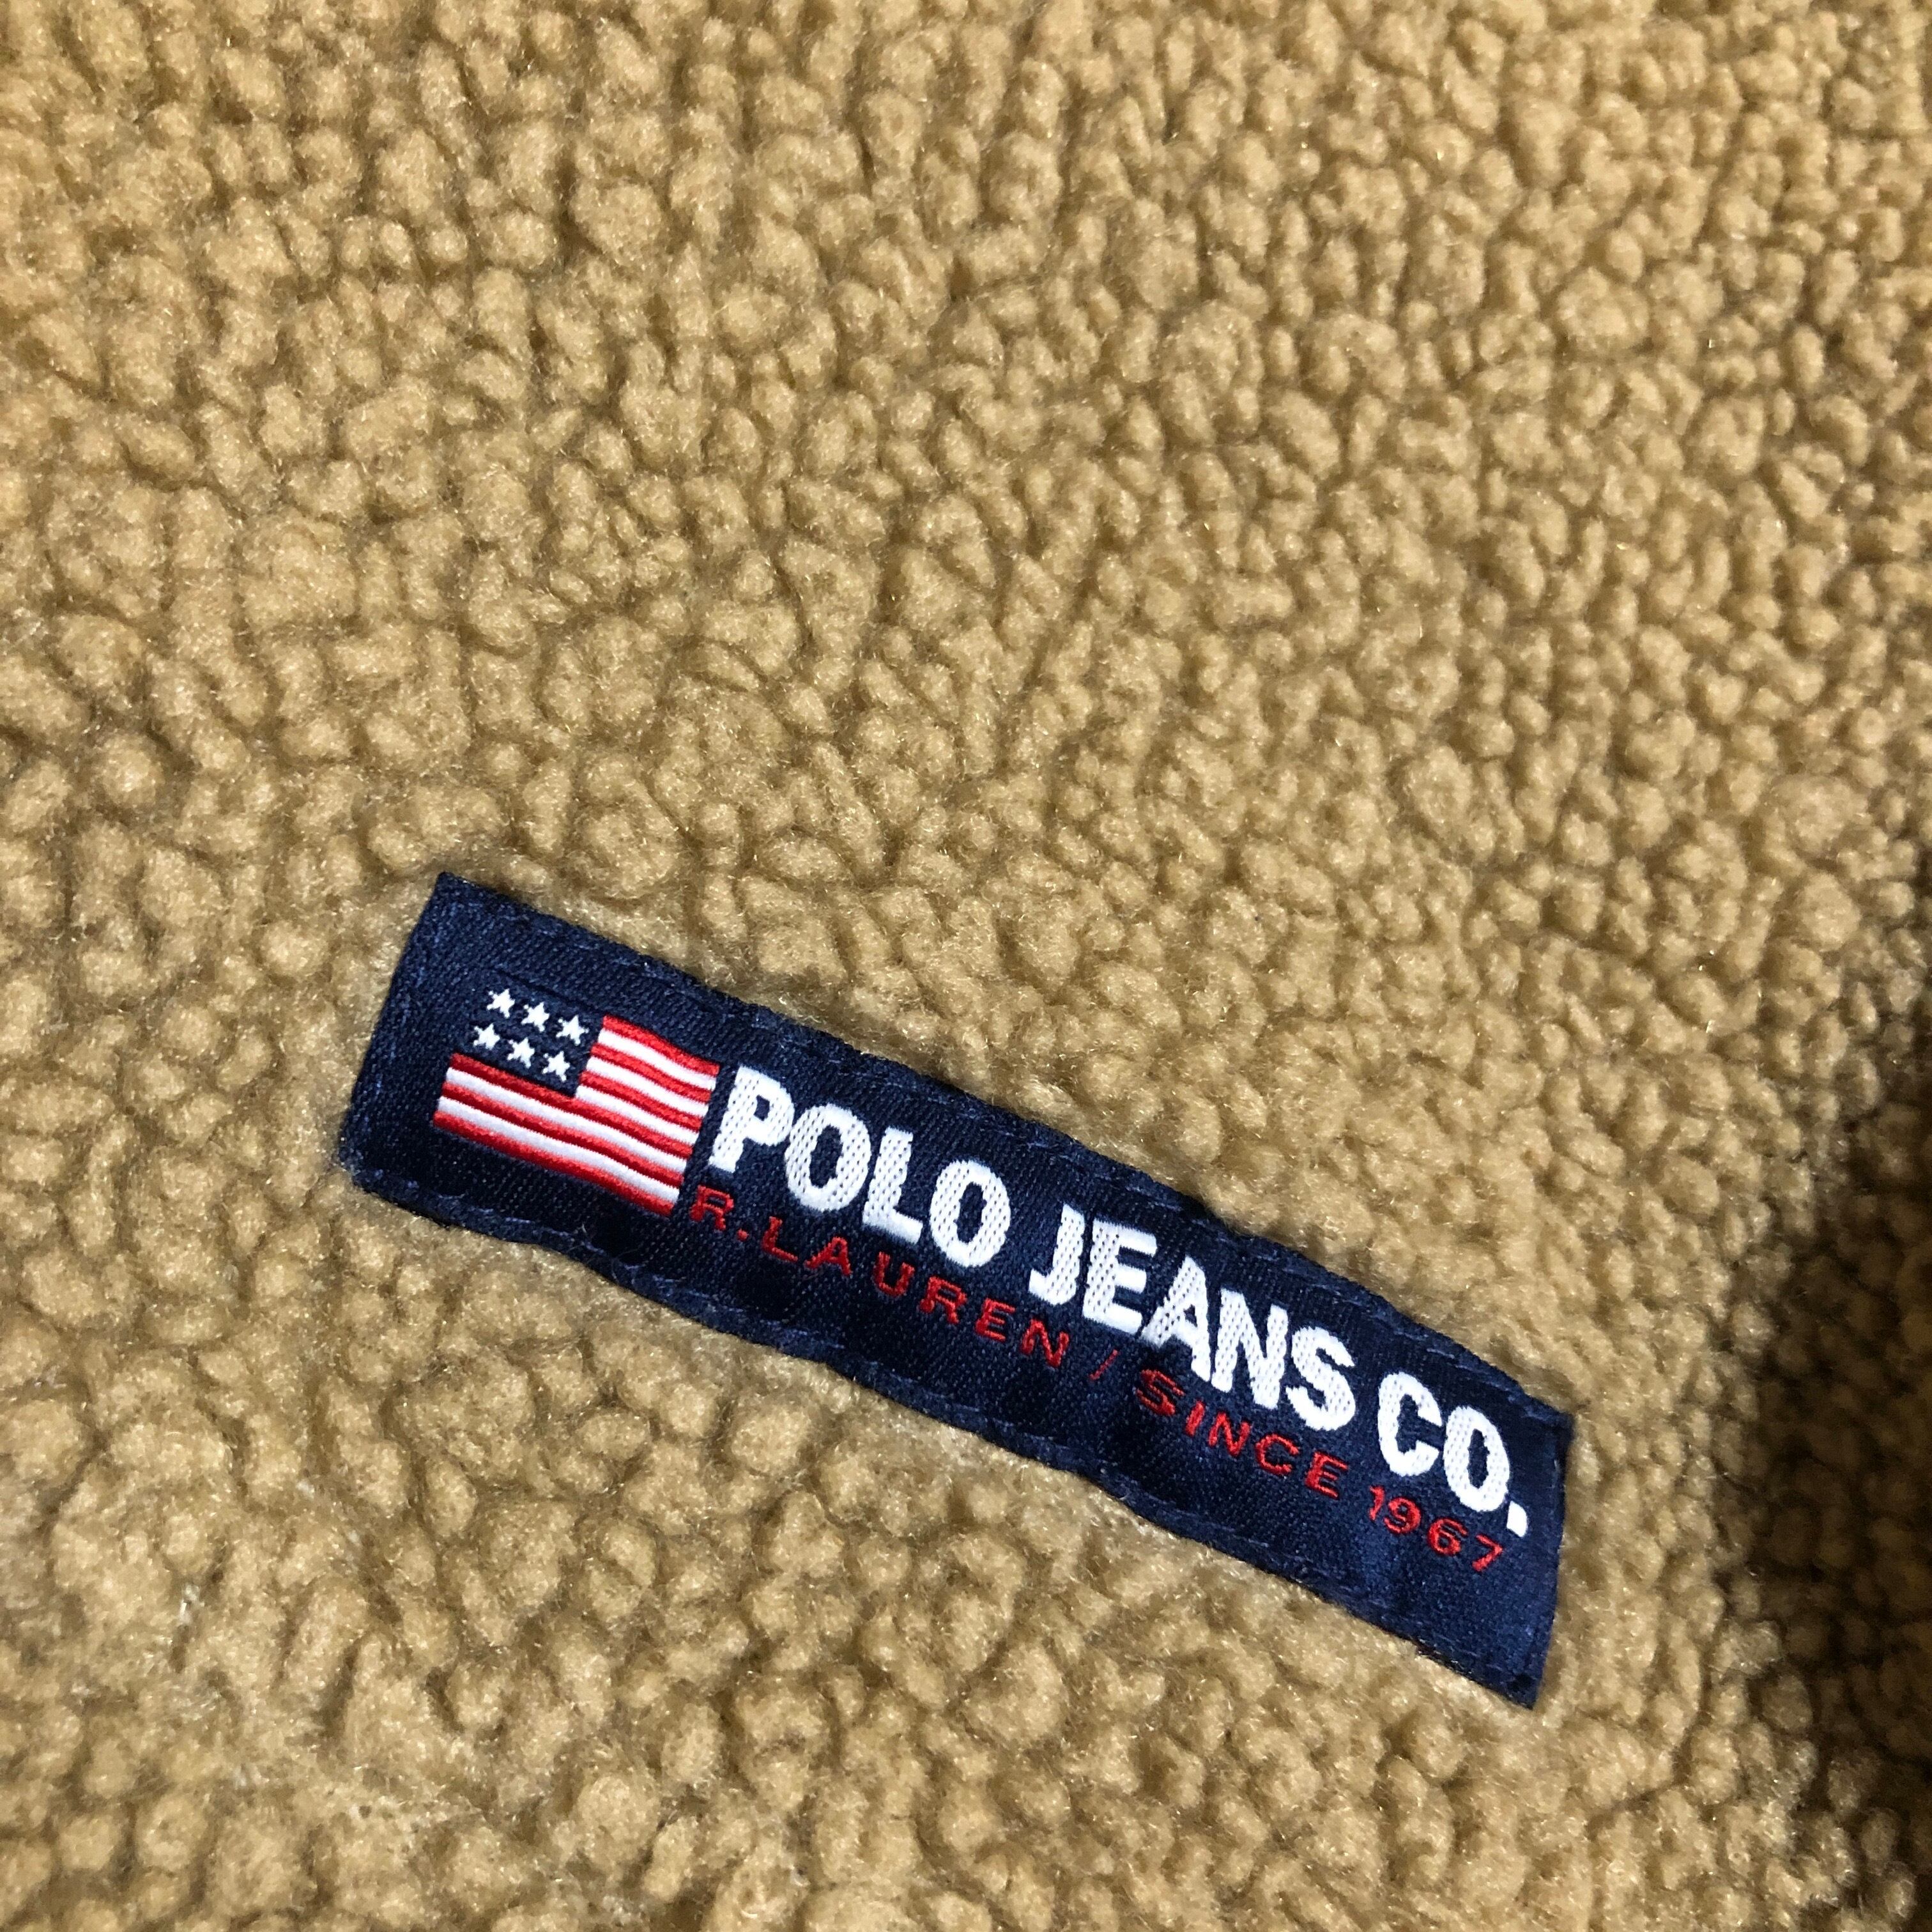 POLO JEANS CO.
R.LAUREN / SINCE 1967